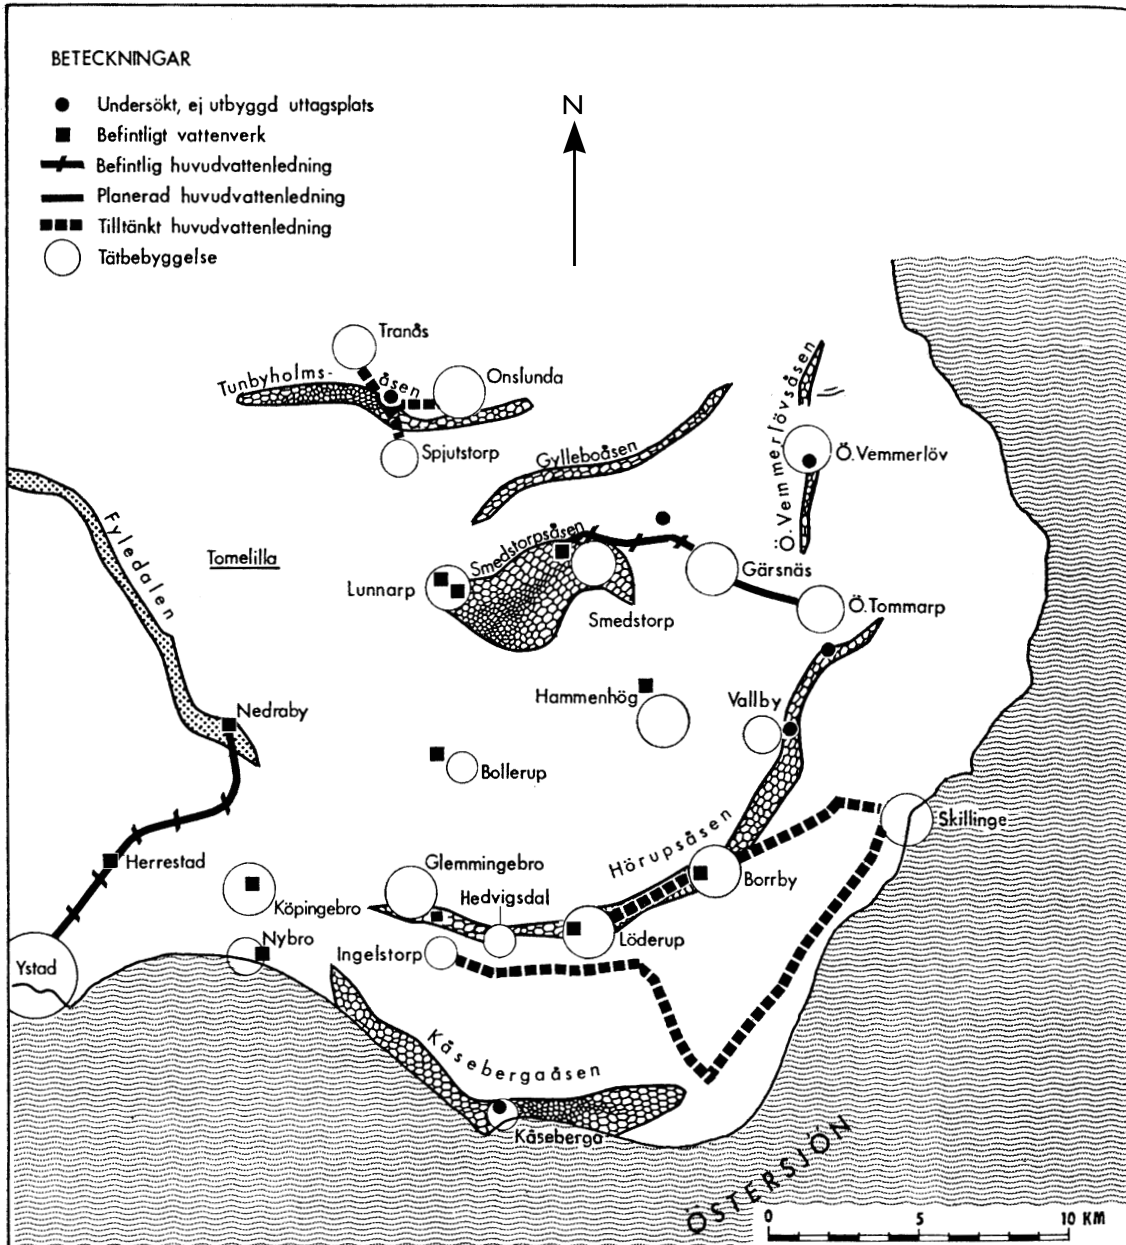 BETECKNINGAR
Undersökt, ej utbyggd uttagsplats
Befintligt vattenverk
Befintlig huvudvattenledning
Planerad huvudvattenledning
Tilltänkt huvudvattenledning
Tätbebyggelse
N
Tranås
Tunbyholms-åsen
Onslunda
Spjutstorp
Gylleboåsen
Ö.Vemmerlövsåsen
Ö.Vemmerlöv
Fyledalen
Tomelilla
Smedstorpsåsen
Lunnarp
Gärsnäs
Smedstorp
Ö.Tommarp
Hammenhög
Vallby
Nedraby
Bollerup
Skillinge
Hörupsåsen
Herrestad
Glemmingebro
Borrby
Hedvigsdal
Köpingebro
Nybro
Ingelstorp
Löderup
Ystad
Kåsebergaåsen
Kåseberga
ÖSTERSJÖN
0 5 10 KM